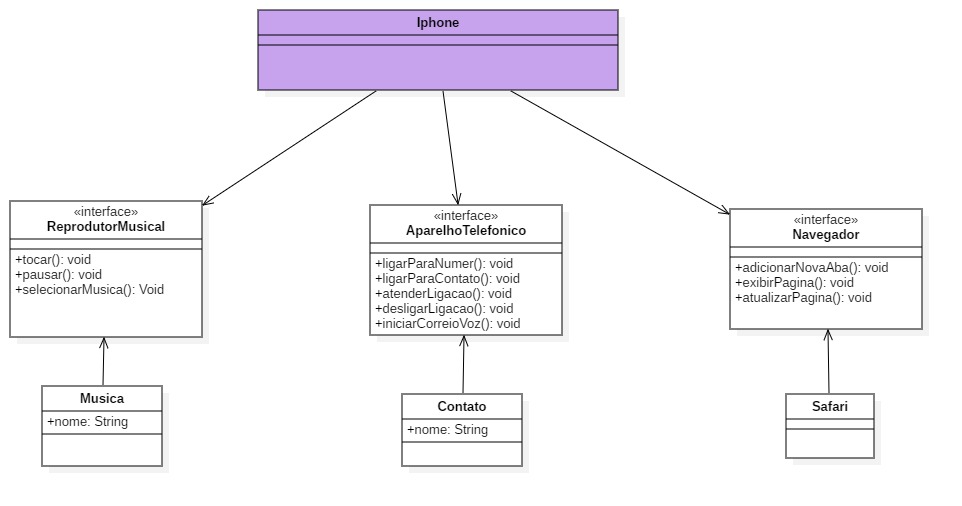 Iphone
«interface»
ReprodutorMusical
+tocar(): void
+pausar(): void
+selecionarMusica(): Void
«interface»
AparelhoTelefonico
+ligarParaNumer(): void
+ligarParaContato(): void
+atenderLigacao(): void
+desligarLigacao(): void
+iniciarCorreioVoz(): void
«interface»
Navegador
+adicionarNovaAba(): void
+exibirPagina(): void
+atualizarPagina(): void
Musica
+nome: String
Contato
+nome: String
Safari